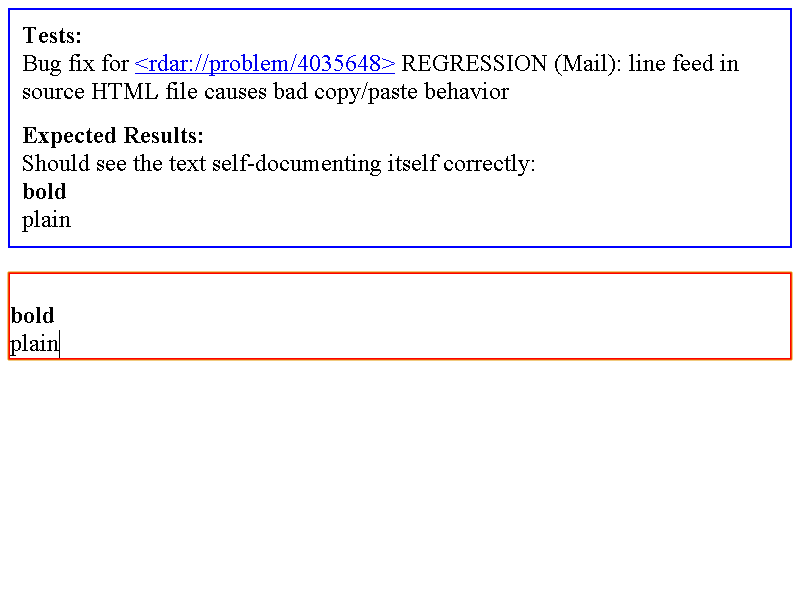 Tests:
Bug fix for <rdar://problem/4035648> REGRESSION (Mail): line feed in
source HTML file causes bad copy/paste behavior
Expected Results:
Should see the text self-documenting itself correctly:
bold
plain
bold
plain